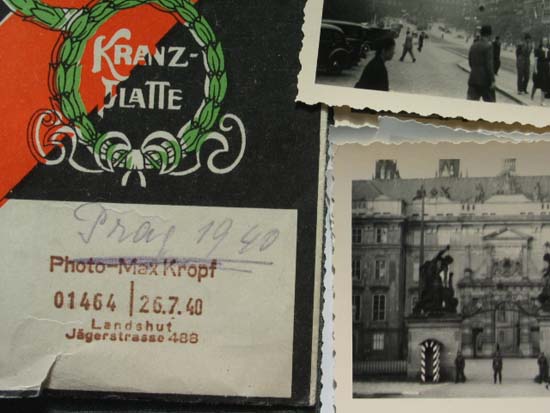 KRANZ-
PLATTE
Prag 1940
Photo-Max Kropf
01464 | 26.7.40
Landshut
Jägerstrasse 488